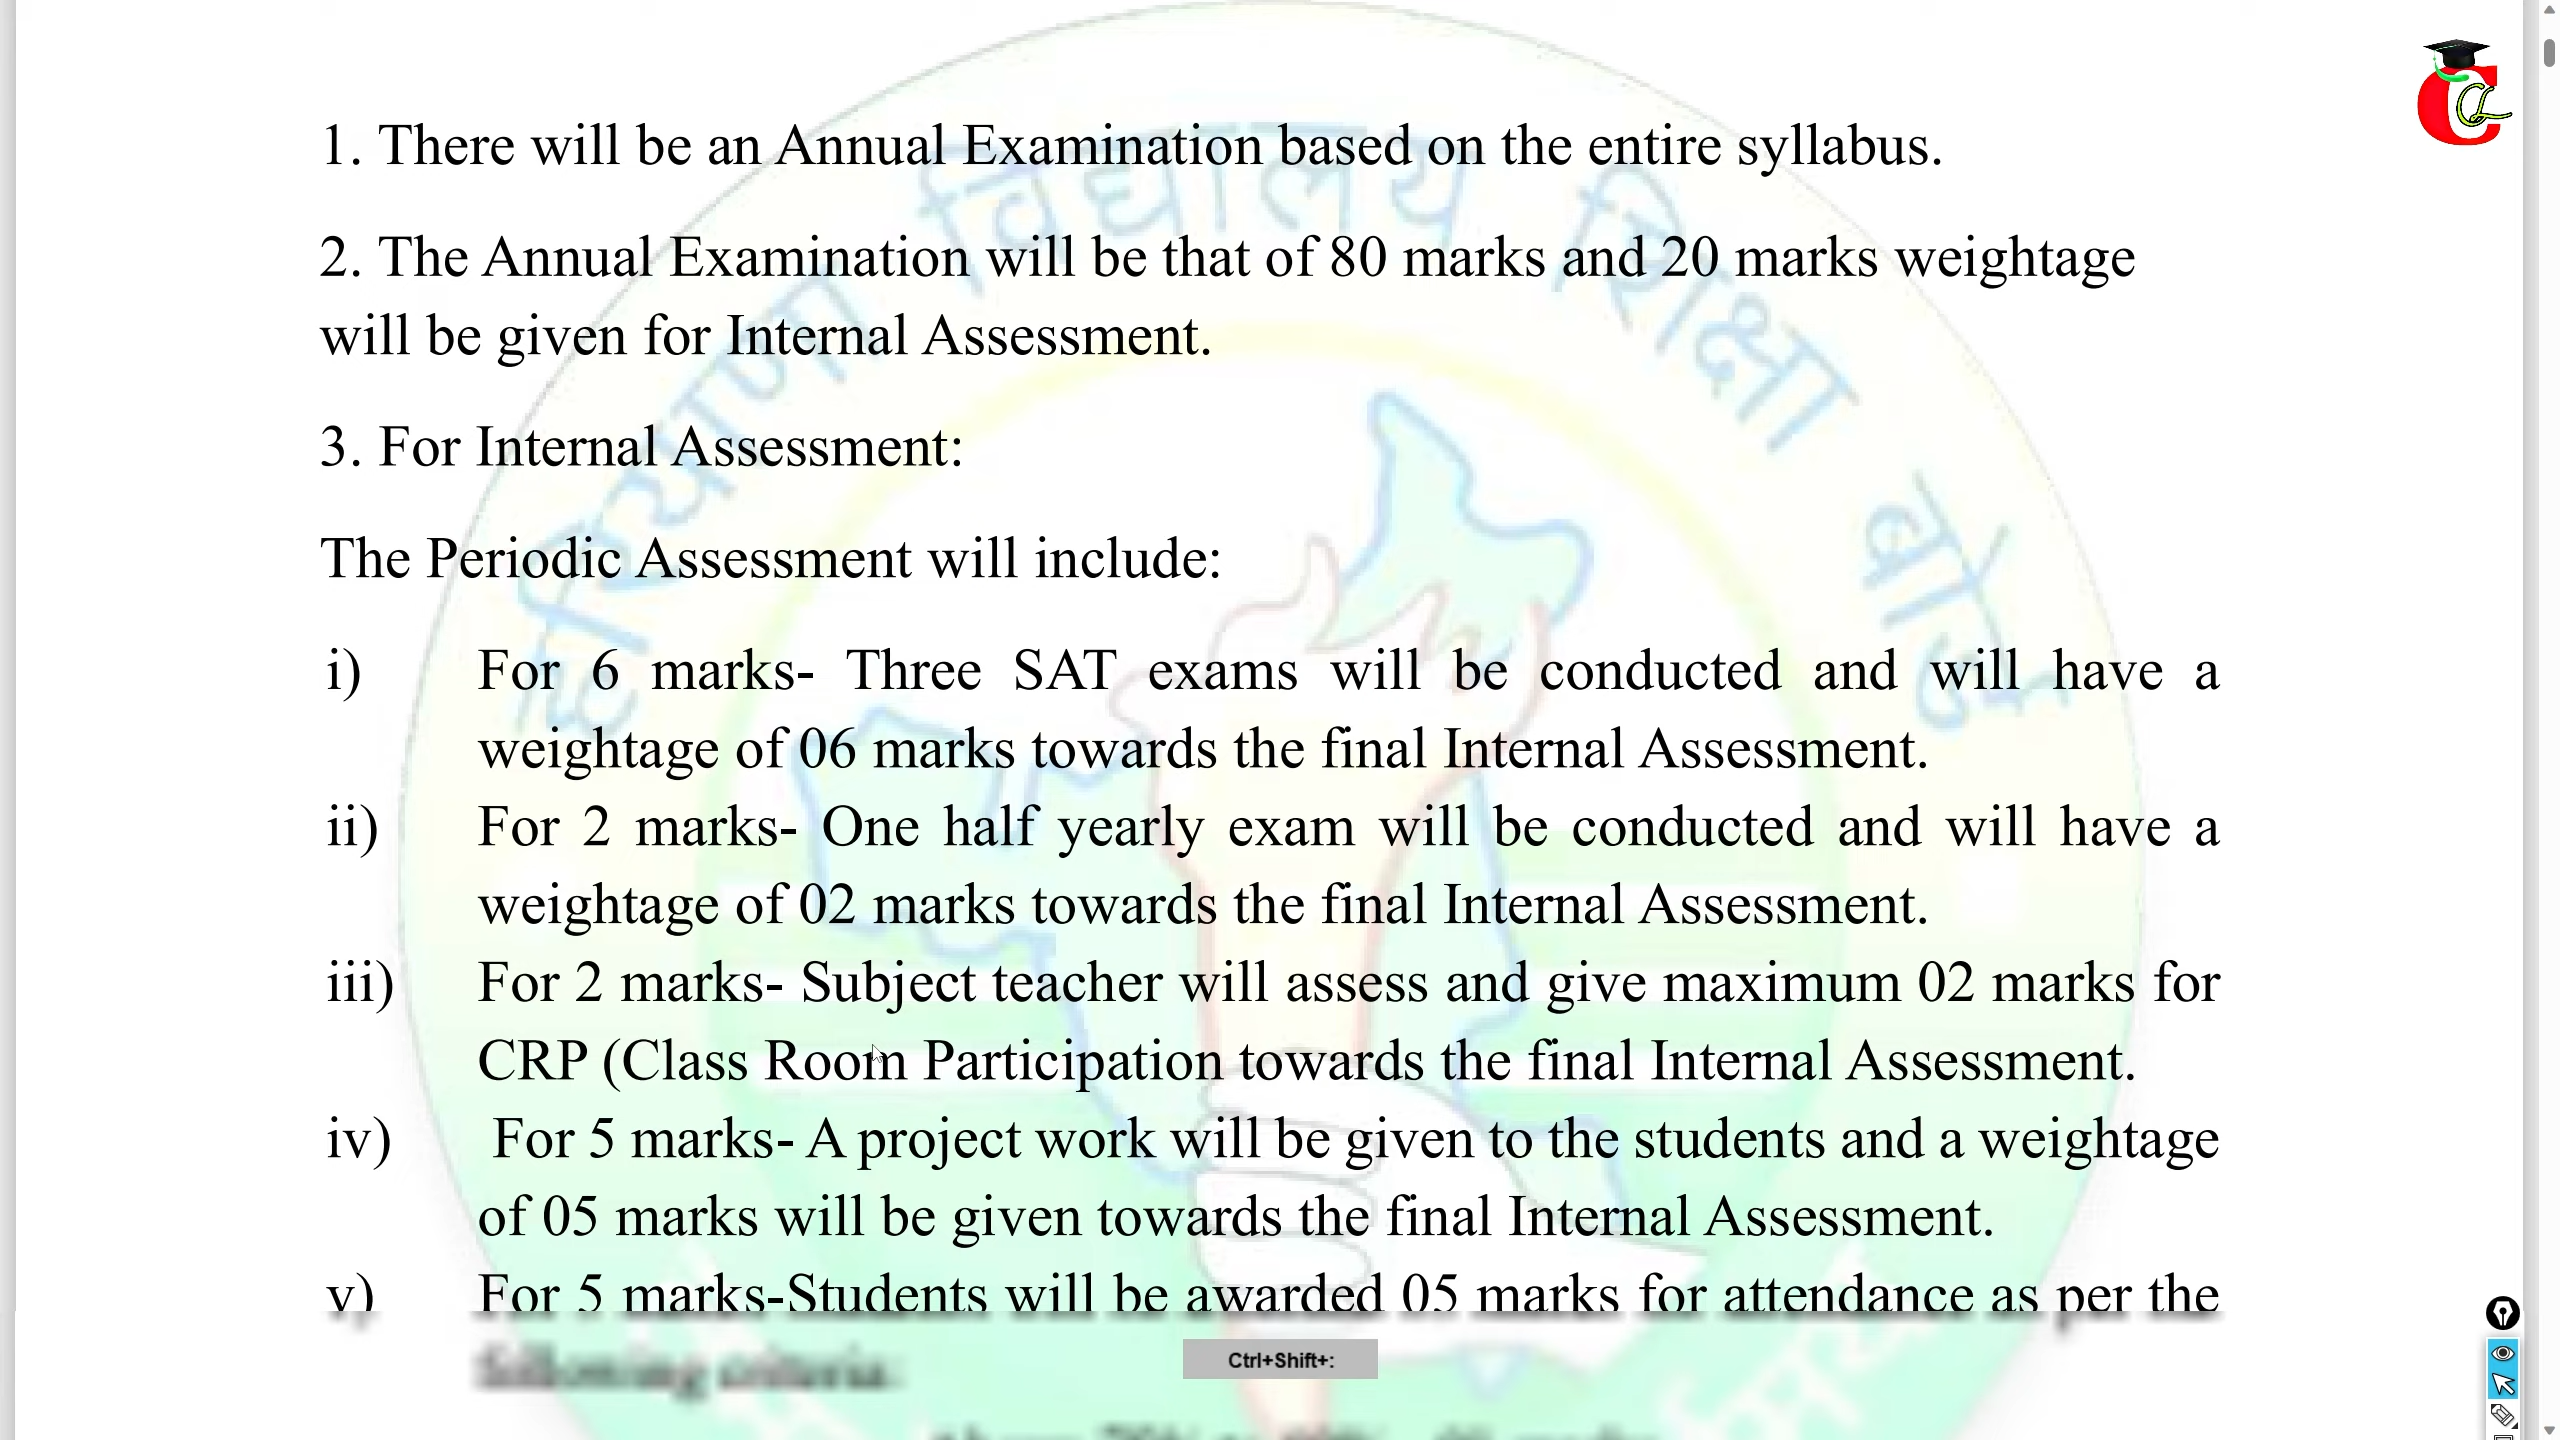 1. There will be an Annual Examination based on the entire syllabus.
2. The Annual Examination will be that of 80 marks and 20 marks weightage
will be given for Internal Assessment.
3. For Internal Assessment:
The Periodic Assessment will include:
i) For 6 marks- Three SAT exams will be conducted and will have a
weightage of 06 marks towards the final Internal Assessment.
ii) For 2 marks- One half yearly exam will be conducted and will have a
weightage of 02 marks towards the final Internal Assessment.
iii) For 2 marks- Subject teacher will assess and give maximum 02 marks for
CRP (Class Room Participation towards the final Internal Assessment.
iv) For 5 marks- A project work will be given to the students and a weightage
of 05 marks will be given towards the final Internal Assessment.
v) For 5 marks-Students will be awarded 05 marks for attendance as per the
following criteria:
Ctrl+Shift+:
हरियाणा विद्यालय शिक्षा बोर्ड